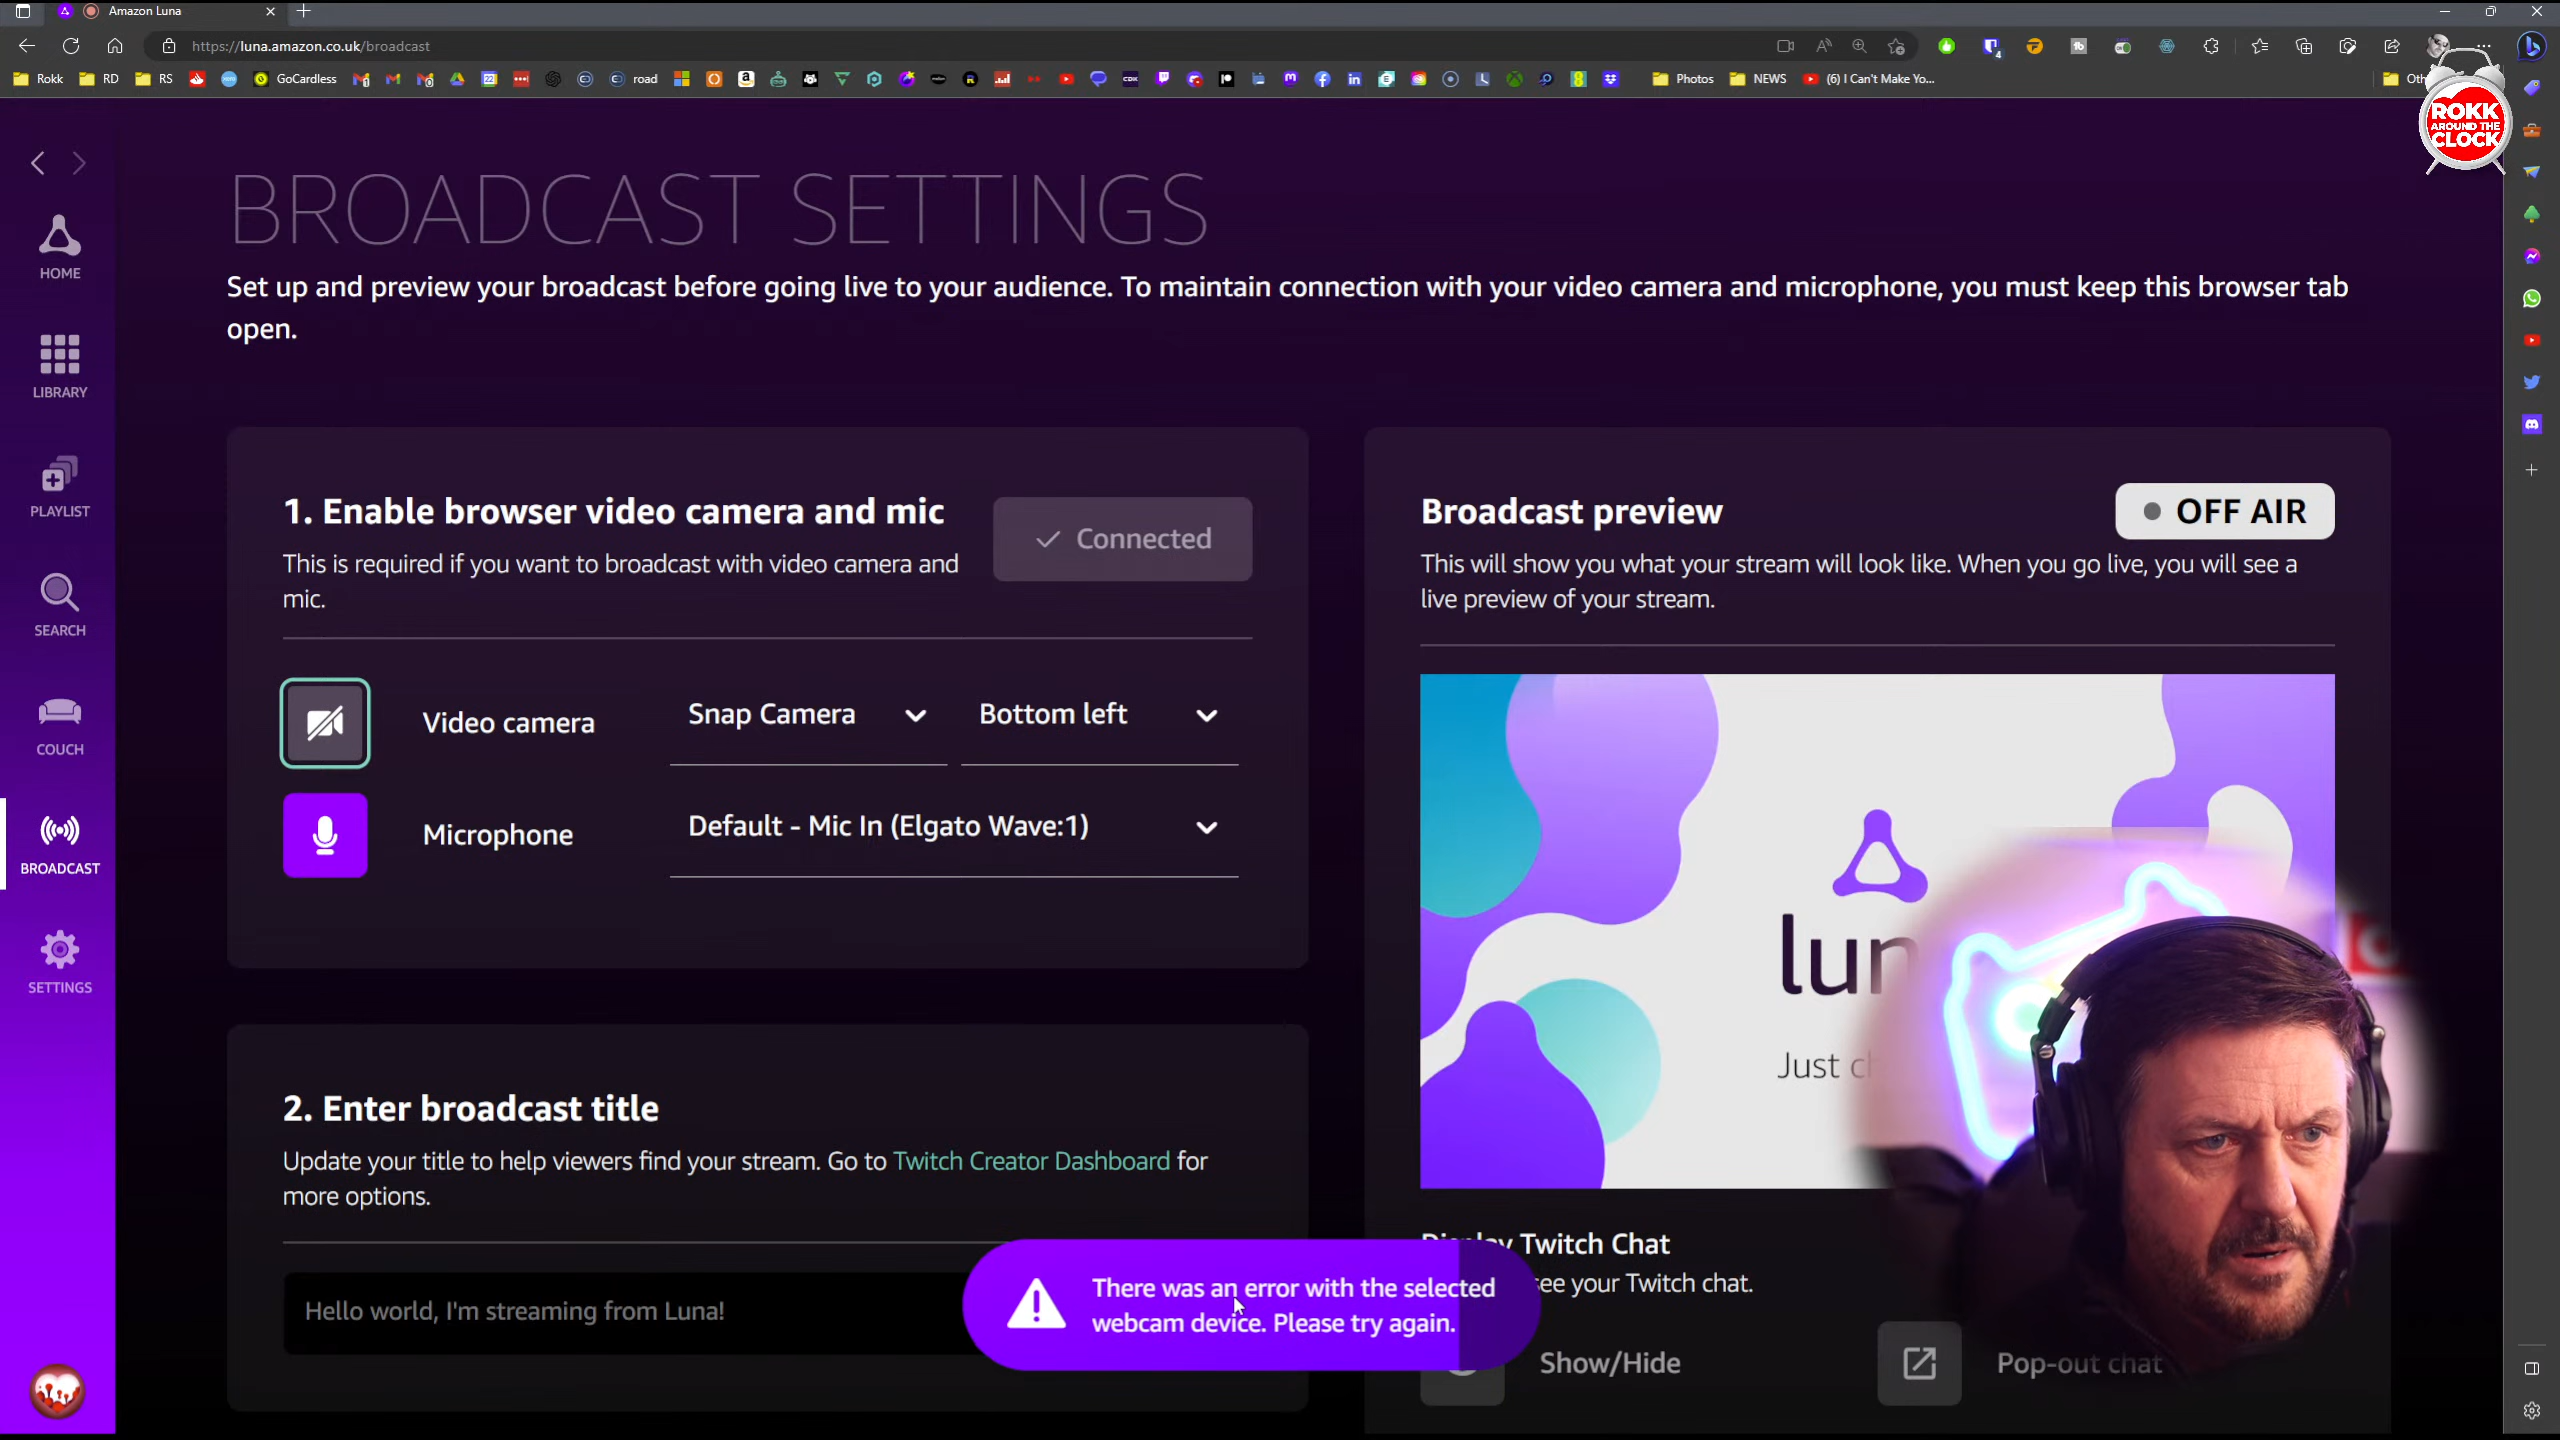 Amazon Luna
https://luna.amazon.co.uk/broadcast
Rokk
RD
RS
GoCardless
road
Photos
NEWS
(6) I Can't Make Yo...
ROKK
AROUND THE
CLOCK
BROADCAST SETTINGS
Set up and preview your broadcast before going live to your audience. To maintain connection with your video camera and microphone, you must keep this browser tab
open.
HOME
LIBRARY
PLAYLIST
SEARCH
COUCH
BROADCAST
SETTINGS
1. Enable browser video camera and mic
Connected
This is required if you want to broadcast with video camera and
mic.
Video camera
Snap Camera
Bottom left
Microphone
Default - Mic In (Elgato Wave:1)
2. Enter broadcast title
Update your title to help viewers find your stream. Go to Twitch Creator Dashboard for
more options.
Hello world, I'm streaming from Luna!
Broadcast preview
OFF AIR
This will show you what your stream will look like. When you go live, you will see a
live preview of your stream.
lun
Just c
Display Twitch Chat
see your Twitch chat.
Show/Hide
Pop-out chat
There was an error with the selected
webcam device. Please try again.